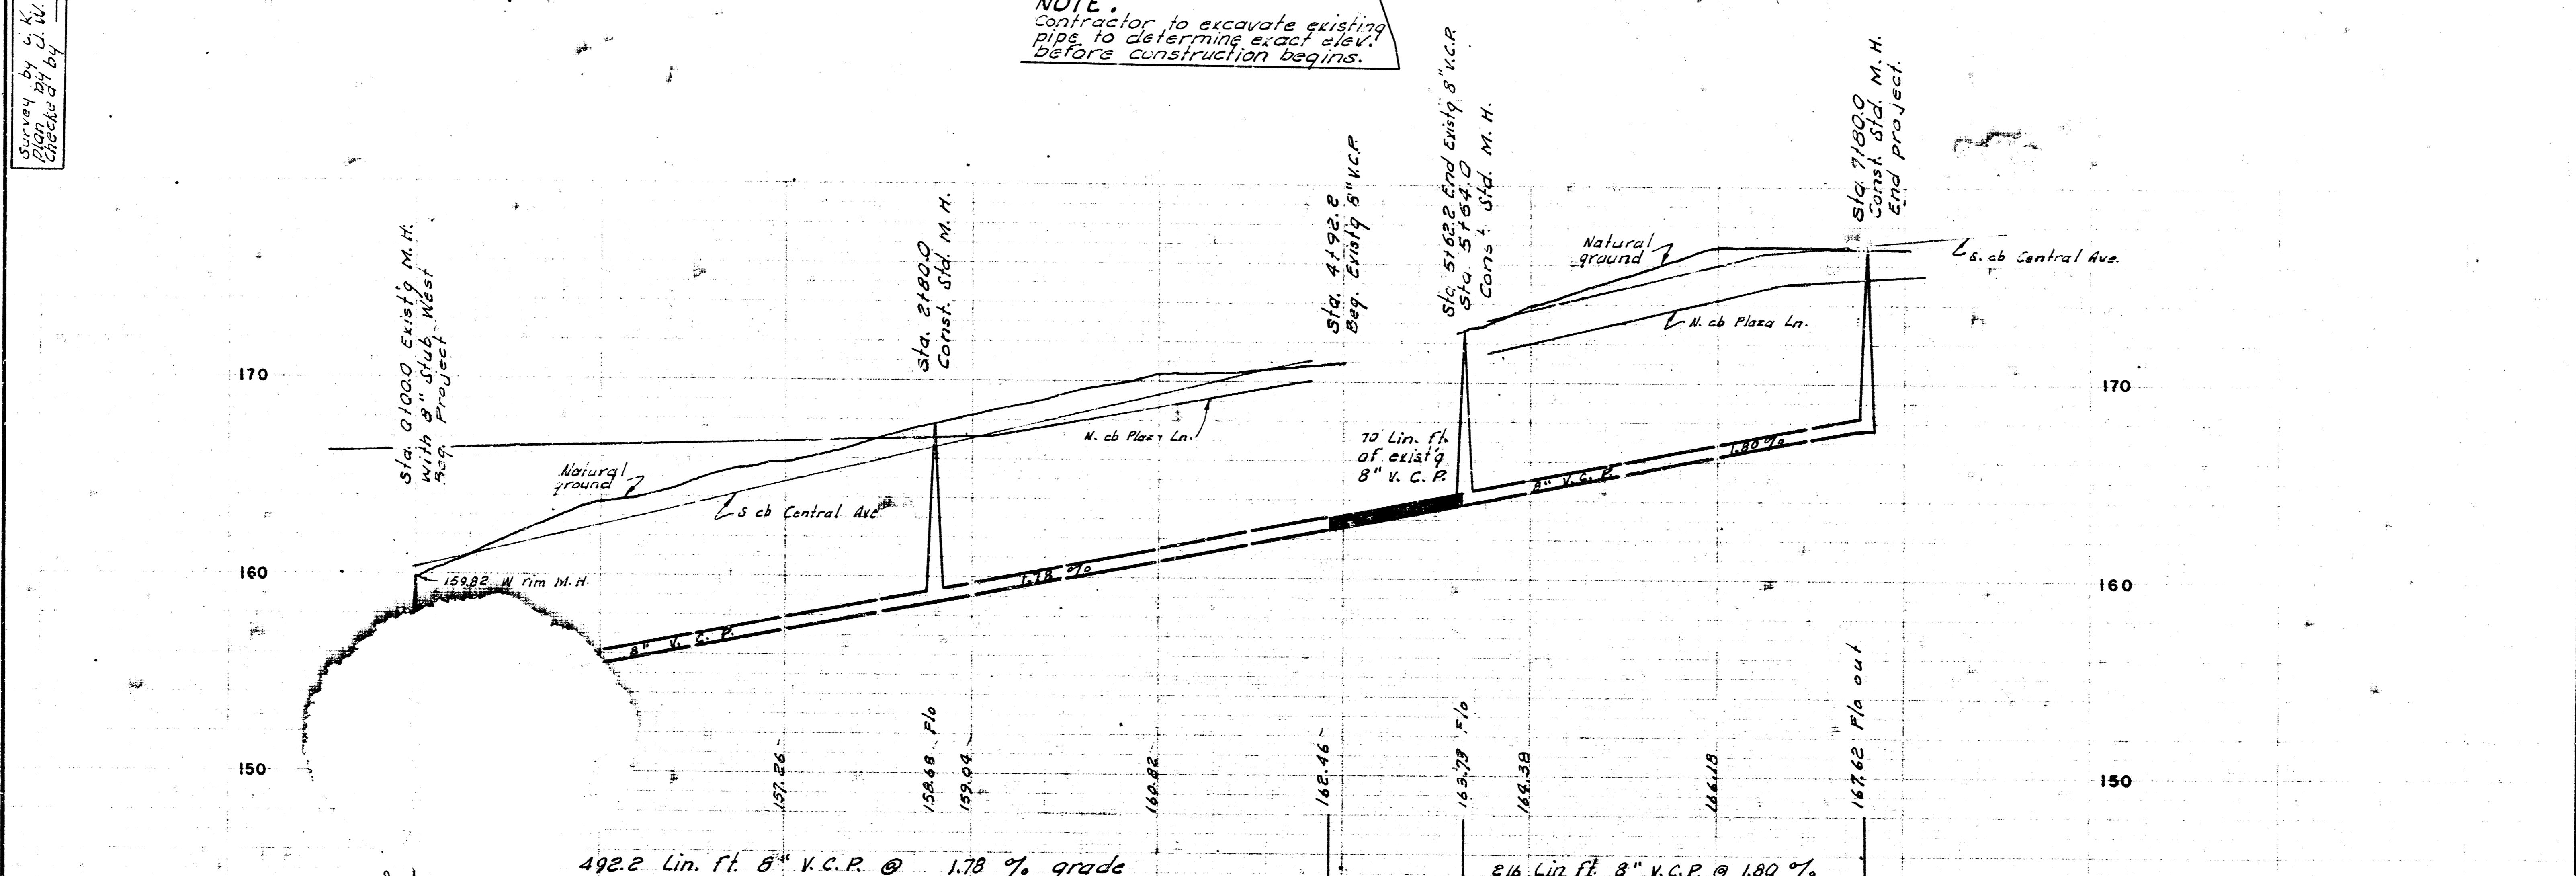 Survey by C. K.
Plan by J. W.
Checked by
NOTE.
Contractor to excavate existing
pipe to determine exact elev.
before construction begins.
Sta. 0+00.0 Exist'g M.H.
with 8" Stub West
Beg. Project
Sta. 2+80.0
Const. Std. M. H.
Sta. 4+92.2
Beg. Exist'g 8" V.C.P.
Sta. 5+62.2 End Exist'g 8" V.C.P.
Sta. 5+64.0
Const. Std. M. H.
Sta. 7+80.0
Const. Std. M. H.
End Project.
Natural
ground
S. cb Central Ave.
N. cb Plaza Ln.
170
170
N. cb Plaza Ln.
70 Lin. ft.
of exist'g
8" V. C. P.
8" V. C. P.
1.80 %
Natural
ground
S cb Central Ave
160
159.82 W rim M. H.
1.78 %
160
8" V. C. P.
150
157.26
158.68 Flo
159.04
160.82
162.46
163.73 Flo
164.38
166.18
167.62 Flo out
150
492.2 Lin. ft. 8" V.C.P. @ 1.78 % grade
216 Lin ft. 8" V.C.P. @ 1.80 %